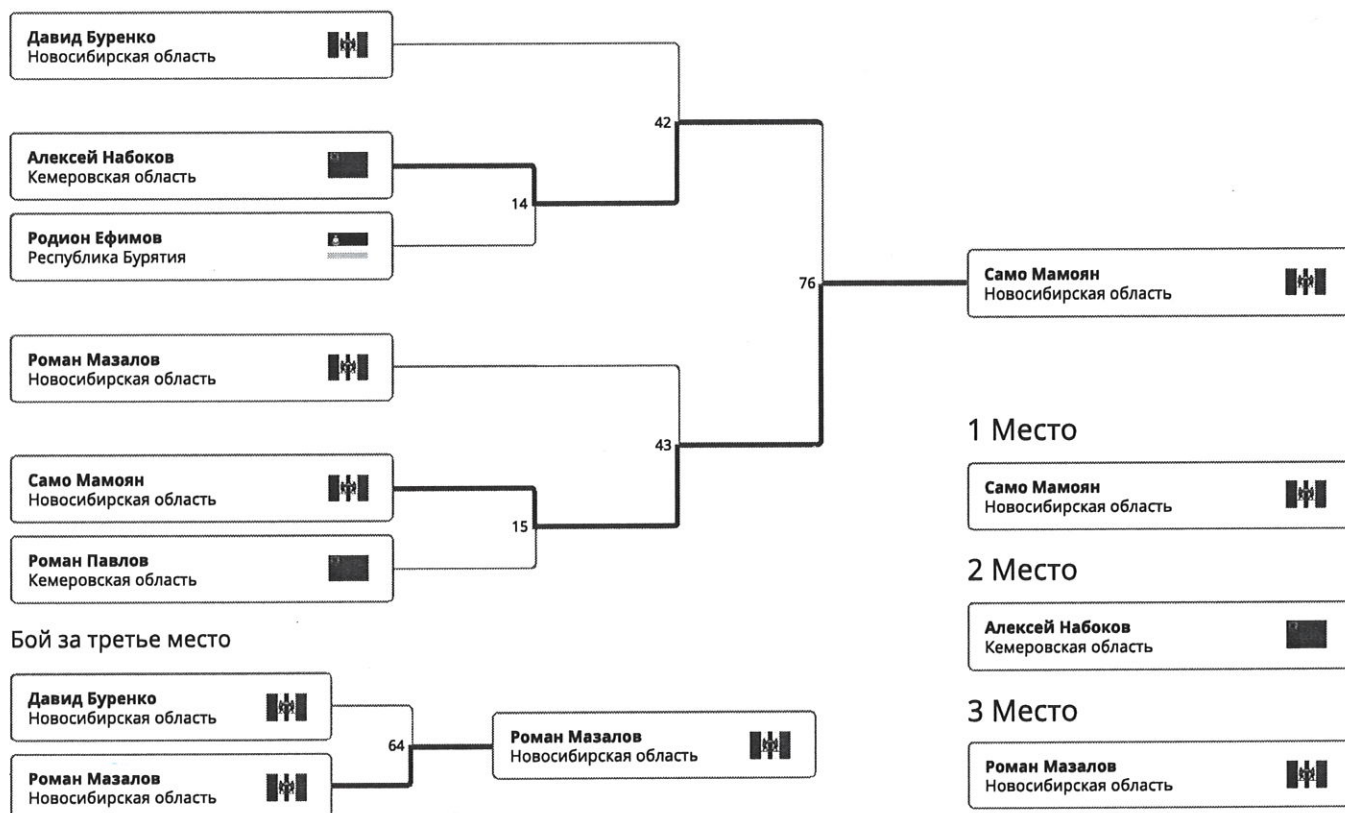 Давид Буренко
Новосибирская область
42
Алексей Набоков
Кемеровская область
14
Родион Ефимов
Республика Бурятия
76
Само Мамоян
Новосибирская область
Роман Мазалов
Новосибирская область
43
Само Мамоян
Новосибирская область
15
Роман Павлов
Кемеровская область
1 Место
Само Мамоян
Новосибирская область
2 Место
Алексей Набоков
Кемеровская область
3 Место
Роман Мазалов
Новосибирская область
Бой за третье место
Давид Буренко
Новосибирская область
64
Роман Мазалов
Новосибирская область
Роман Мазалов
Новосибирская область